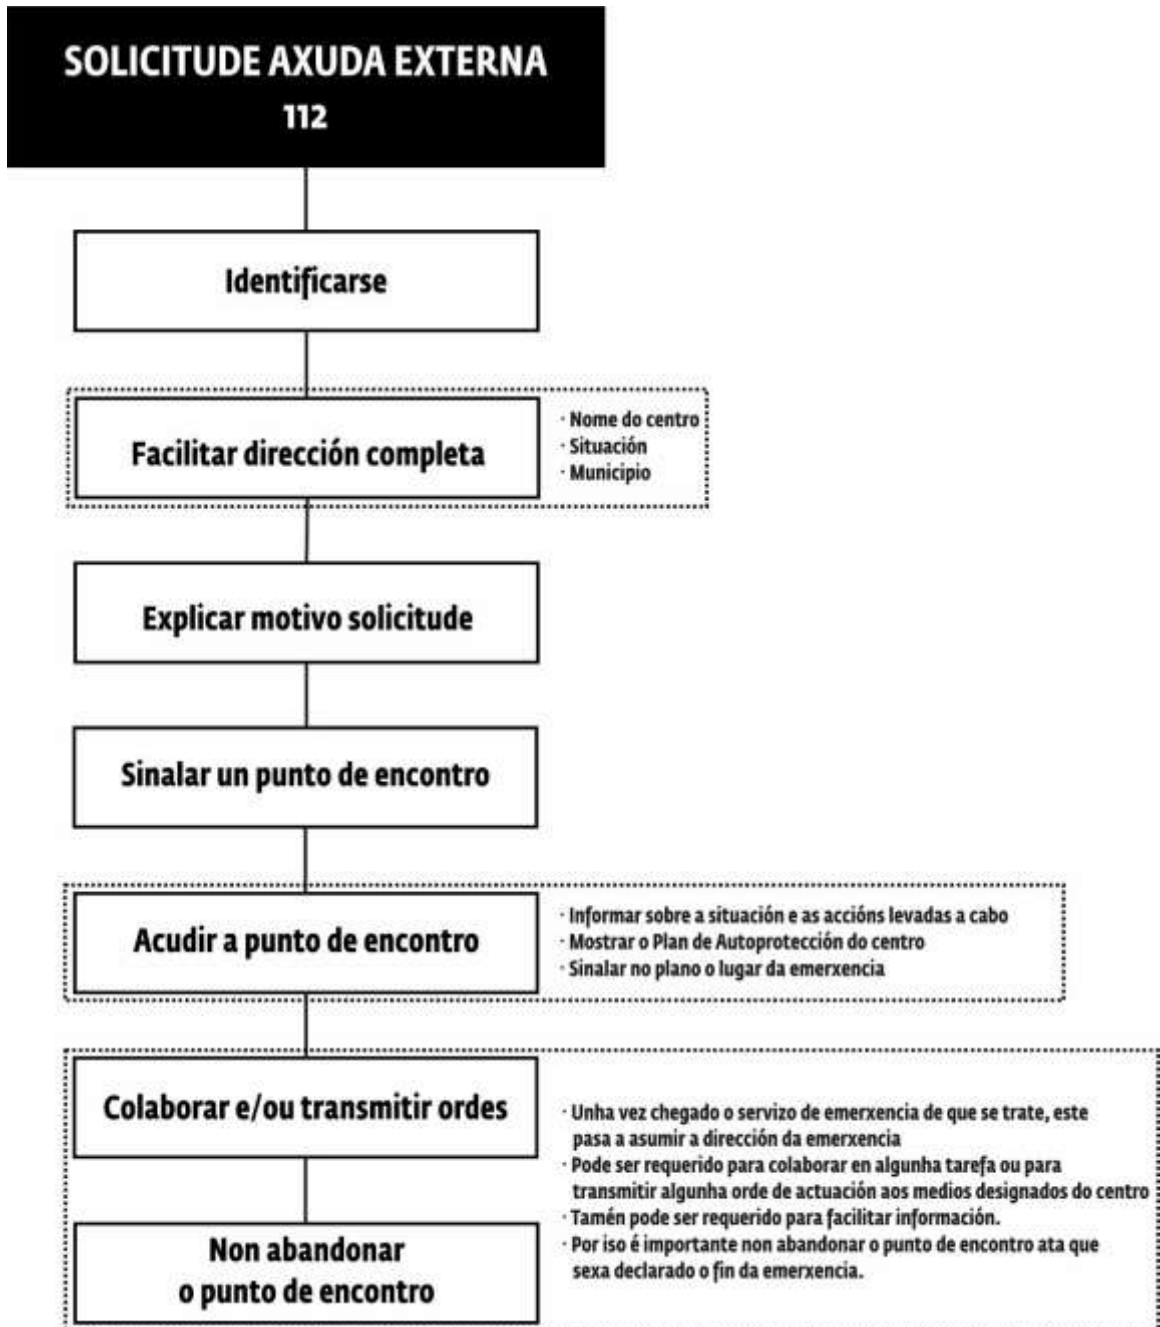 SOLICITUDE AXUDA EXTERNA
112
Identificarse
Facilitar dirección completa
· Nome do centro
· Situación
· Municipio
Explicar motivo solicitude
Sinalar un punto de encontro
Acudir a punto de encontro
· Informar sobre a situación e as accións levadas a cabo
· Mostrar o Plan de Autoprotección do centro
· Sinalar no plano o lugar da emerxencia
Colaborar e/ou transmitir ordes
Non abandonar
o punto de encontro
· Unha vez chegado o servizo de emerxencia de que se trate, este
pasa a asumir a dirección da emerxencia
· Pode ser requerido para colaborar en algunha tarefa ou para
transmitir algunha orde de actuación aos medios designados do centro
· Tamén pode ser requerido para facilitar información.
· Por iso é importante non abandonar o punto de encontro ata que
sexa declarado o fin da emerxencia.